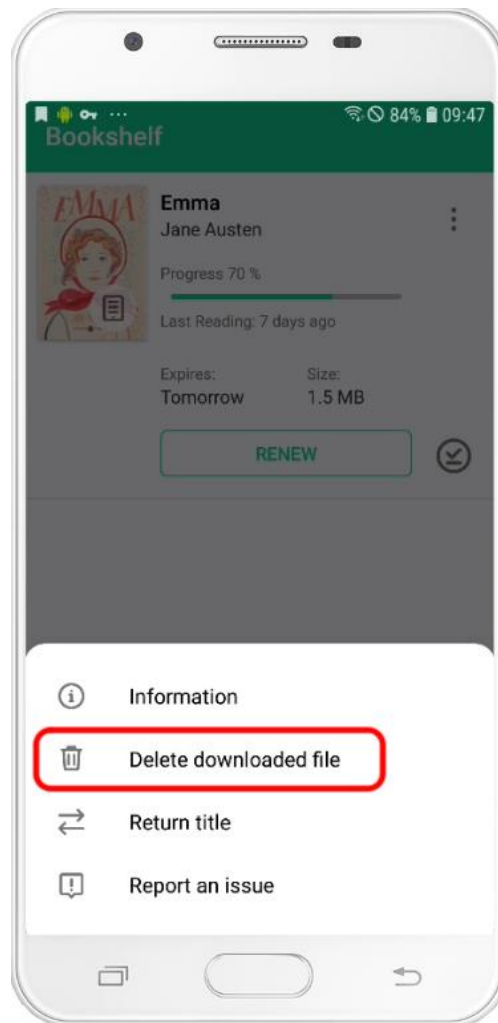 84% 09:47
Bookshelf
EMMA
Emma
Jane Austen
Progress 70 %
Last Reading: 7 days ago
Expires: Size:
Tomorrow 1.5 MB
RENEW
Information
Delete downloaded file
Return title
Report an issue